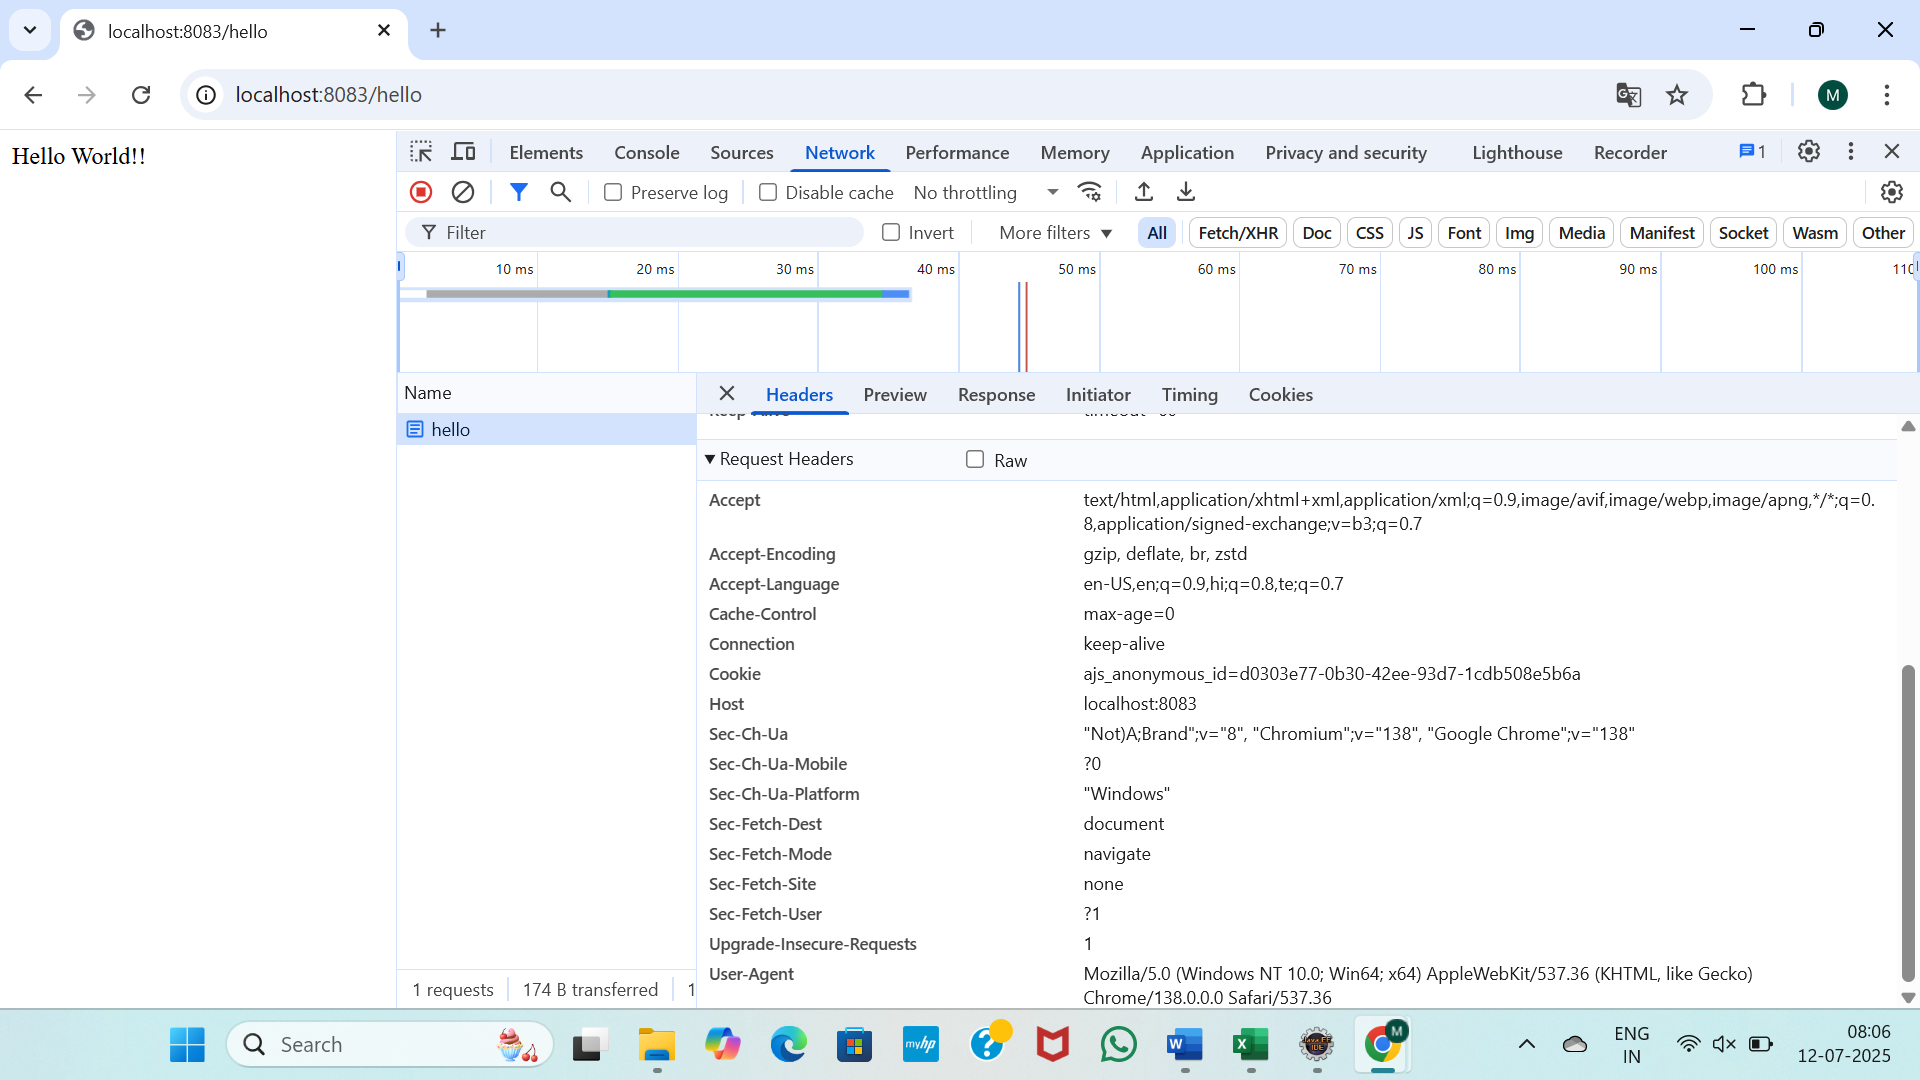 localhost:8083/hello
localhost:8083/hello
M
Hello World!!
Elements Console Sources Network Performance Memory Application Privacy and security Lighthouse Recorder 1
Preserve log Disable cache No throttling
Filter Invert More filters All Fetch/XHR Doc CSS JS Font Img Media Manifest Socket Wasm Other
10 ms 20 ms 30 ms 40 ms 50 ms 60 ms 70 ms 80 ms 90 ms 100 ms 110
Name
hello
Headers Preview Response Initiator Timing Cookies
Request Headers Raw
Accept text/html,application/xhtml+xml,application/xml;q=0.9,image/avif,image/webp,image/apng,*/*;q=0.
8,application/signed-exchange;v=b3;q=0.7
Accept-Encoding gzip, deflate, br, zstd
Accept-Language en-US,en;q=0.9,hi;q=0.8,te;q=0.7
Cache-Control max-age=0
Connection keep-alive
Cookie ajs_anonymous_id=d0303e77-0b30-42ee-93d7-1cdb508e5b6a
Host localhost:8083
Sec-Ch-Ua "Not)A;Brand";v="8", "Chromium";v="138", "Google Chrome";v="138"
Sec-Ch-Ua-Mobile ?0
Sec-Ch-Ua-Platform "Windows"
Sec-Fetch-Dest document
Sec-Fetch-Mode navigate
Sec-Fetch-Site none
Sec-Fetch-User ?1
Upgrade-Insecure-Requests 1
User-Agent Mozilla/5.0 (Windows NT 10.0; Win64; x64) AppleWebKit/537.36 (KHTML, like Gecko)
Chrome/138.0.0.0 Safari/537.36
1 requests 174 B transferred 1
Search
myhp
W
X
M
ENG
IN
08:06
12-07-2025